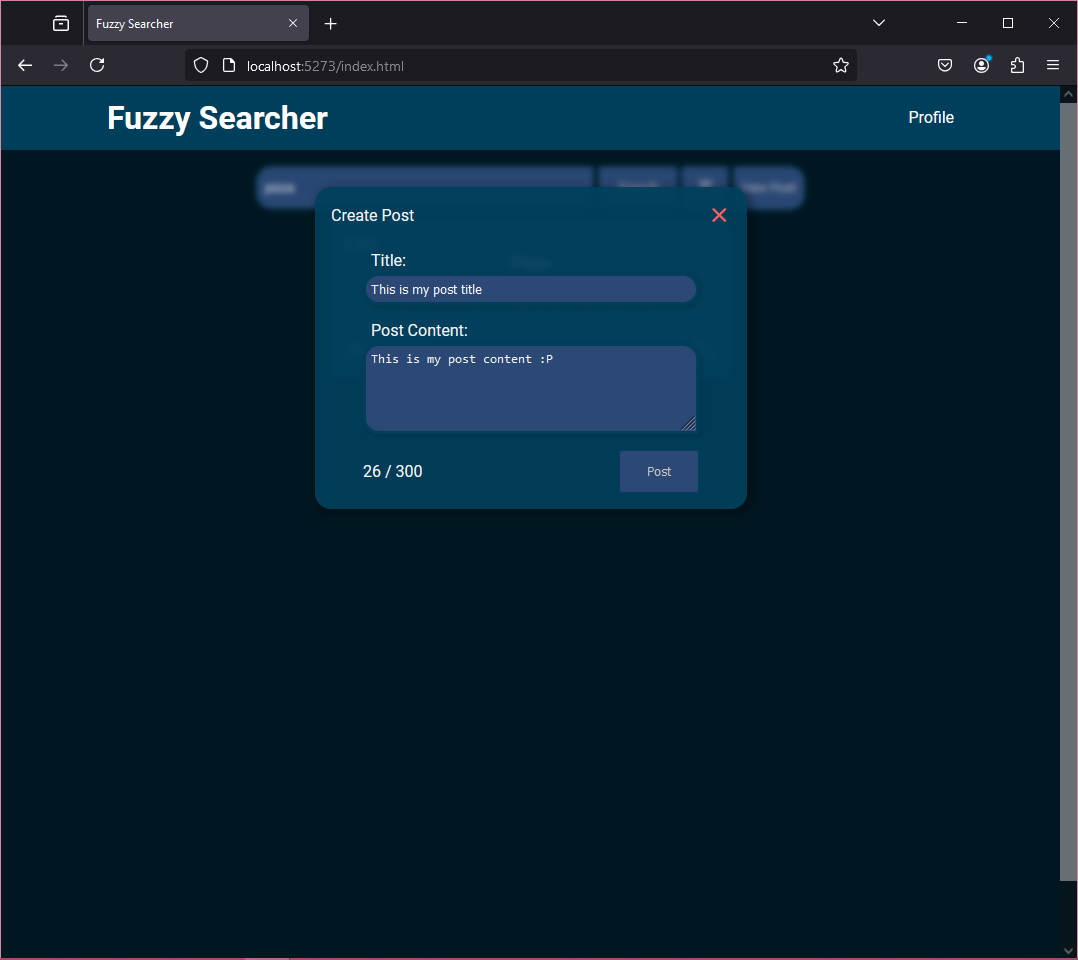 Fuzzy Searcher
localhost:5273/index.html
Fuzzy Searcher
Profile
Create Post
Title:
This is my post title
Post Content:
This is my post content :P
26 / 300
Post